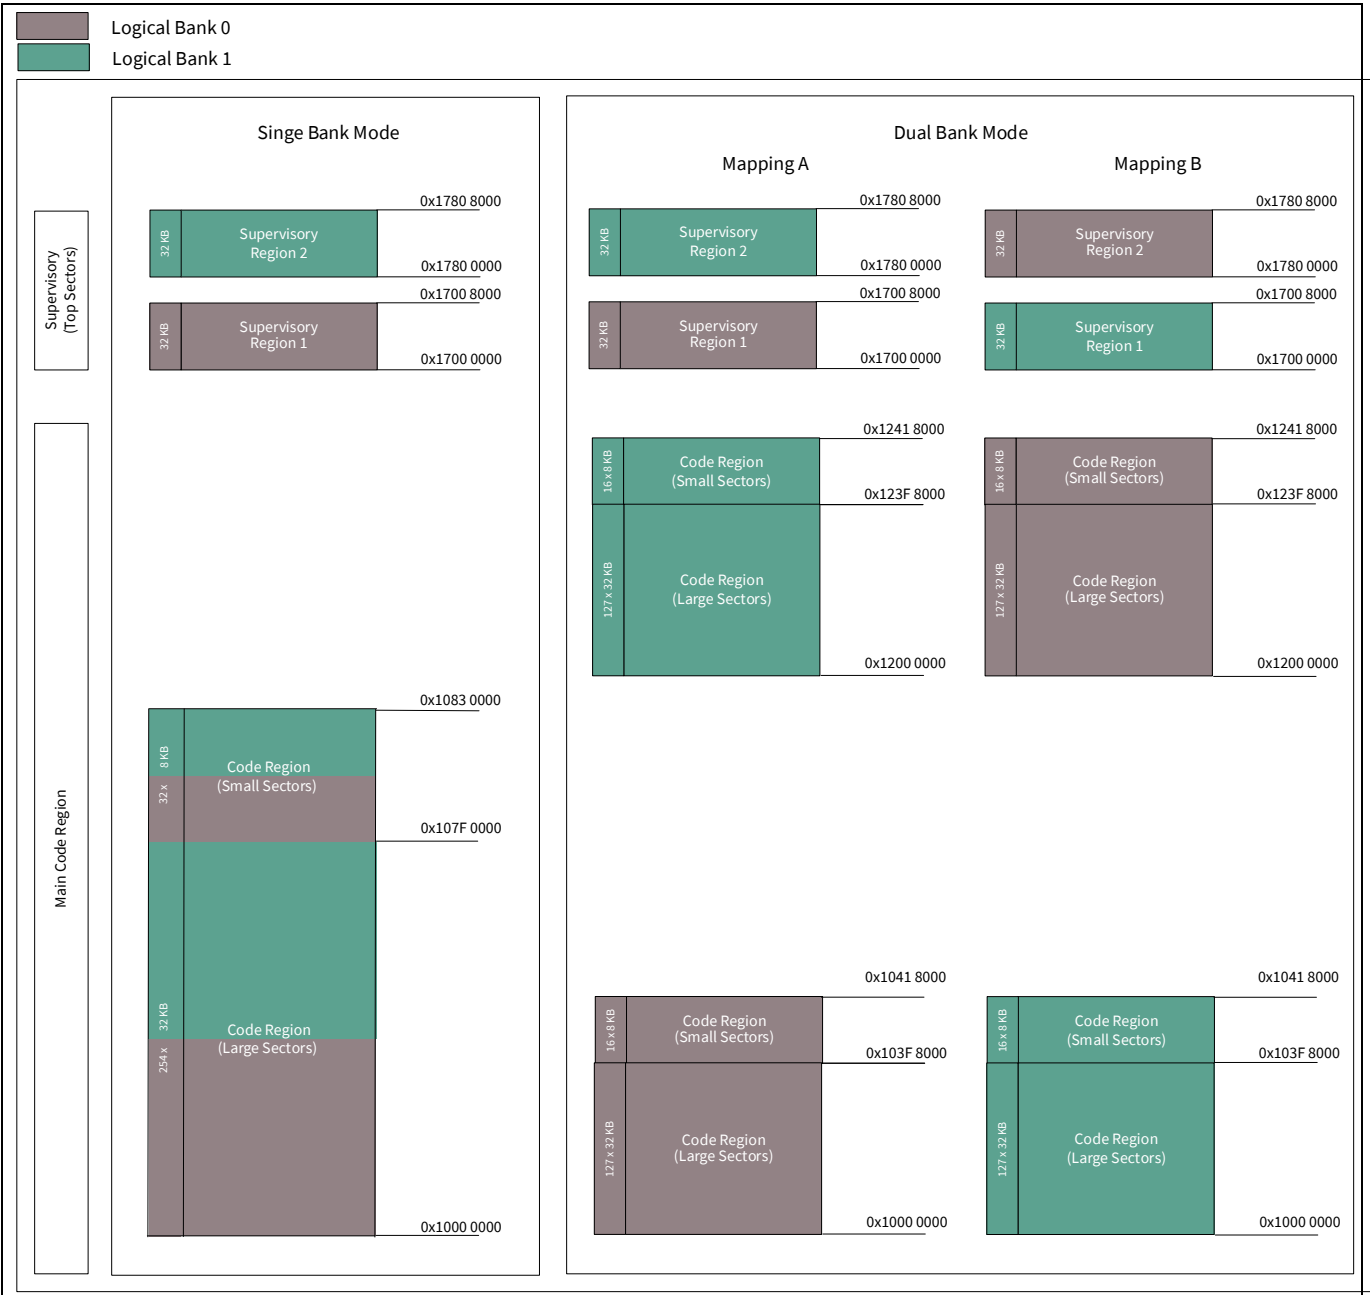 Logical Bank 0
Logical Bank 1
Singe Bank Mode
Dual Bank Mode
Mapping A
Mapping B
Supervisory
(Top Sectors)
32 KB
Supervisory
Region 2
0x1780 8000
0x1780 0000
32 KB
Supervisory
Region 1
0x1700 8000
0x1700 0000
32 KB
Supervisory
Region 2
0x1780 8000
0x1780 0000
32 KB
Supervisory
Region 1
0x1700 8000
0x1700 0000
32 KB
Supervisory
Region 2
0x1780 8000
0x1780 0000
32 KB
Supervisory
Region 1
0x1700 8000
0x1700 0000
Main Code Region
0x1083 0000
32 x 8 KB
Code Region
(Small Sectors)
0x107F 0000
254 x 32 KB
Code Region
(Large Sectors)
0x1000 0000
0x1241 8000
16 x 8 KB
Code Region
(Small Sectors)
0x123F 8000
127 x 32 KB
Code Region
(Large Sectors)
0x1200 0000
0x1241 8000
16 x 8 KB
Code Region
(Small Sectors)
0x123F 8000
127 x 32 KB
Code Region
(Large Sectors)
0x1200 0000
0x1041 8000
16 x 8 KB
Code Region
(Small Sectors)
0x103F 8000
127 x 32 KB
Code Region
(Large Sectors)
0x1000 0000
0x1041 8000
16 x 8 KB
Code Region
(Small Sectors)
0x103F 8000
127 x 32 KB
Code Region
(Large Sectors)
0x1000 0000